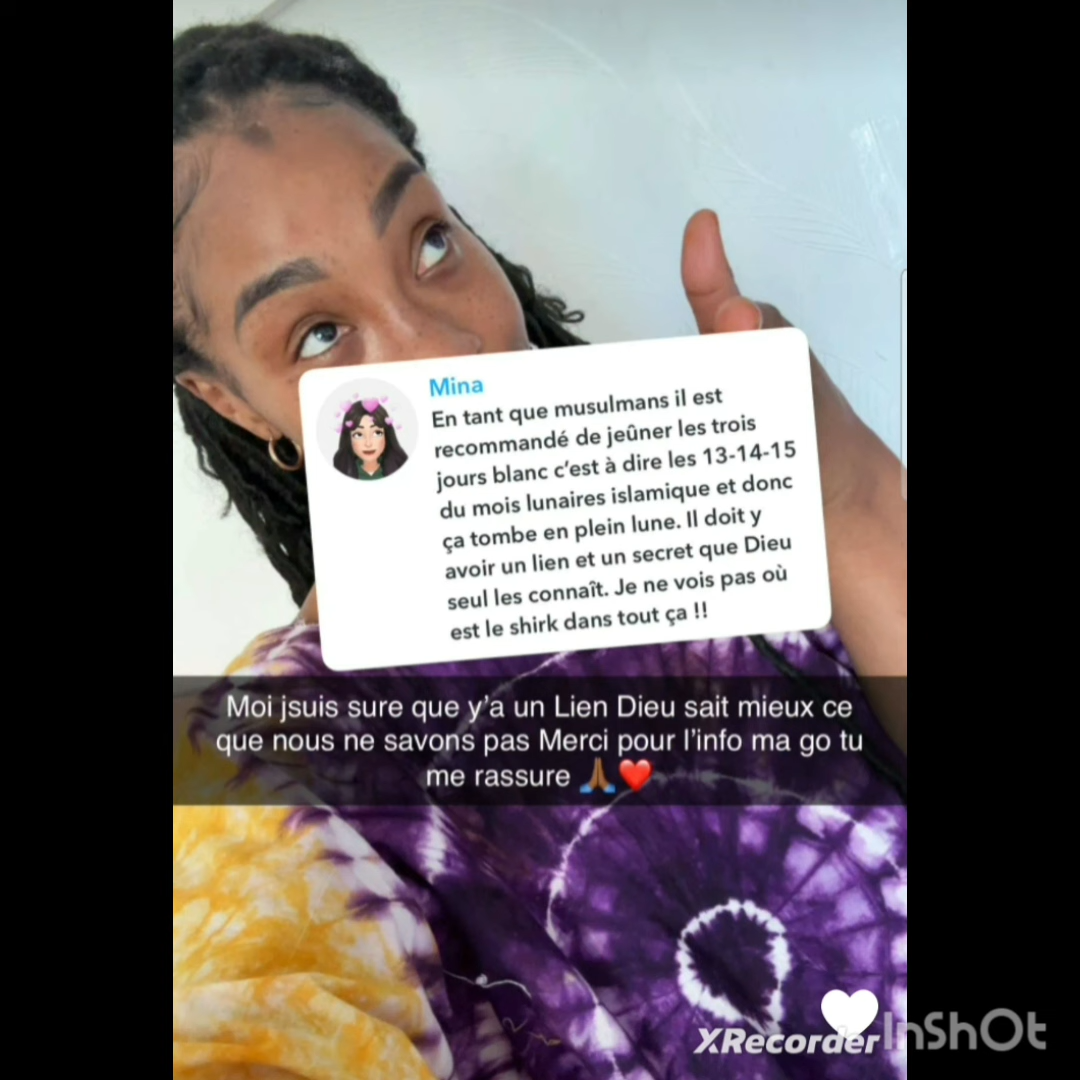 Mina
En tant que musulmans il est
recommandé de jeûner les trois
jours blanc c'est à dire les 13-14-15
du mois lunaires islamique et donc
ça tombe en plein lune. Il doit y
avoir un lien et un secret que Dieu
seul les connaît. Je ne vois pas où
est le shirk dans tout ça !!
Moi jsuis sure que y'a un Lien Dieu sait mieux ce
que nous ne savons pas Merci pour l'info ma go tu
me rassure 🙏🏾❤️
XRecorder
InShOt